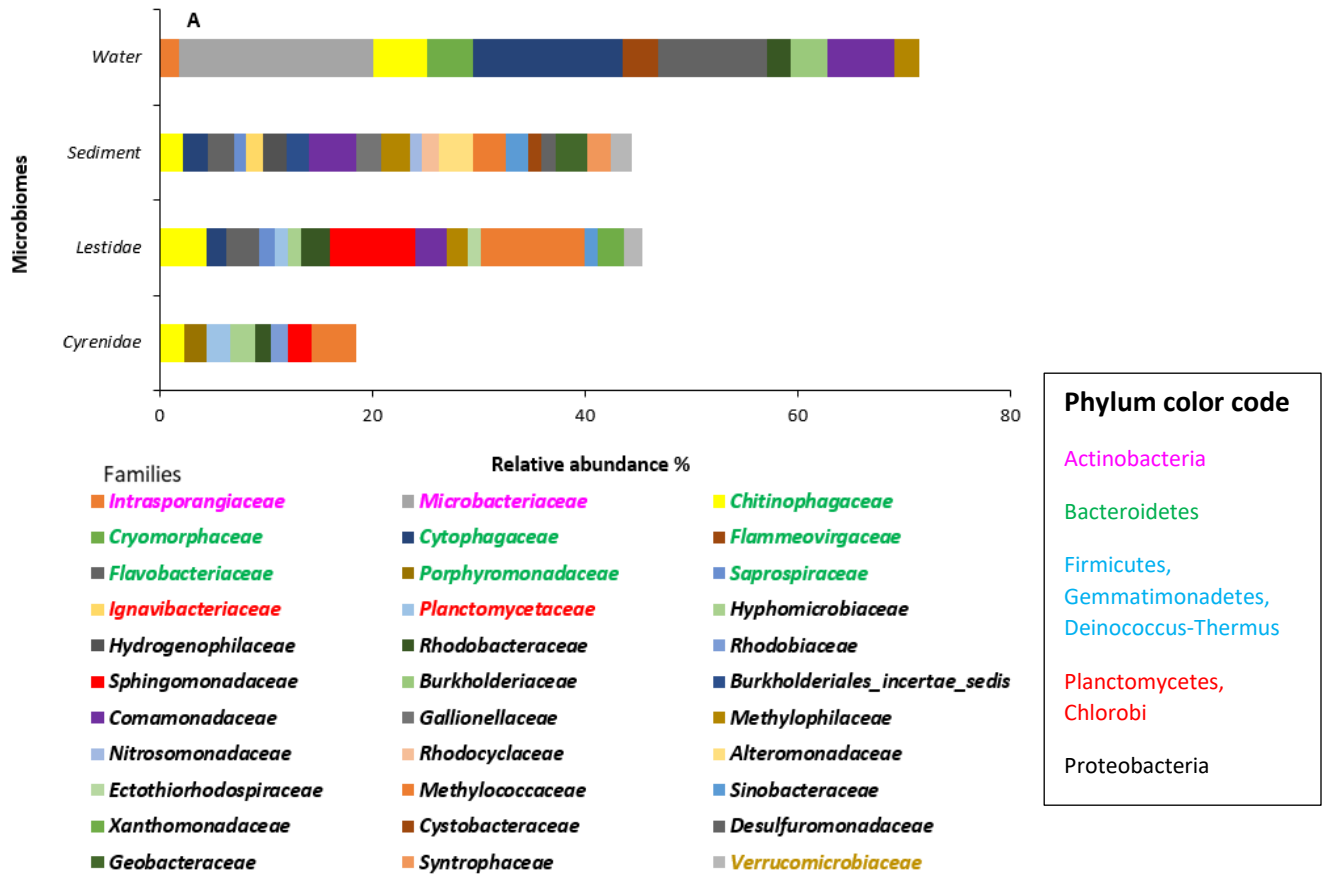 A
Microbiomes
Water
Sediment
Lestidae
Cyrenidae
0 20 40 60 80
Relative abundance %
Families
Intrasporangiaceae Microbacteriaceae Chitinophagaceae
Cryomorphaceae Cytophagaceae Flammeovirgaceae
Flavobacteriaceae Porphyromonadaceae Saprospiraceae
Ignavibacteriaceae Planctomycetaceae Hyphomicrobiaceae
Hydrogenophilaceae Rhodobacteraceae Rhodobiaceae
Sphingomonadaceae Burkholderiaceae Burkholderiales_incertae_sedis
Comamonadaceae Gallionellaceae Methylophilaceae
Nitrosomonadaceae Rhodocyclaceae Alteromonadaceae
Ectothiorhodospiraceae Methylococcaceae Sinobacteraceae
Xanthomonadaceae Cystobacteraceae Desulfuromonadaceae
Geobacteraceae Syntrophaceae Verrucomicrobiaceae
Phylum color code
Actinobacteria
Bacteroidetes
Firmicutes,
Gemmatimonadetes,
Deinococcus-Thermus
Planctomycetes,
Chlorobi
Proteobacteria